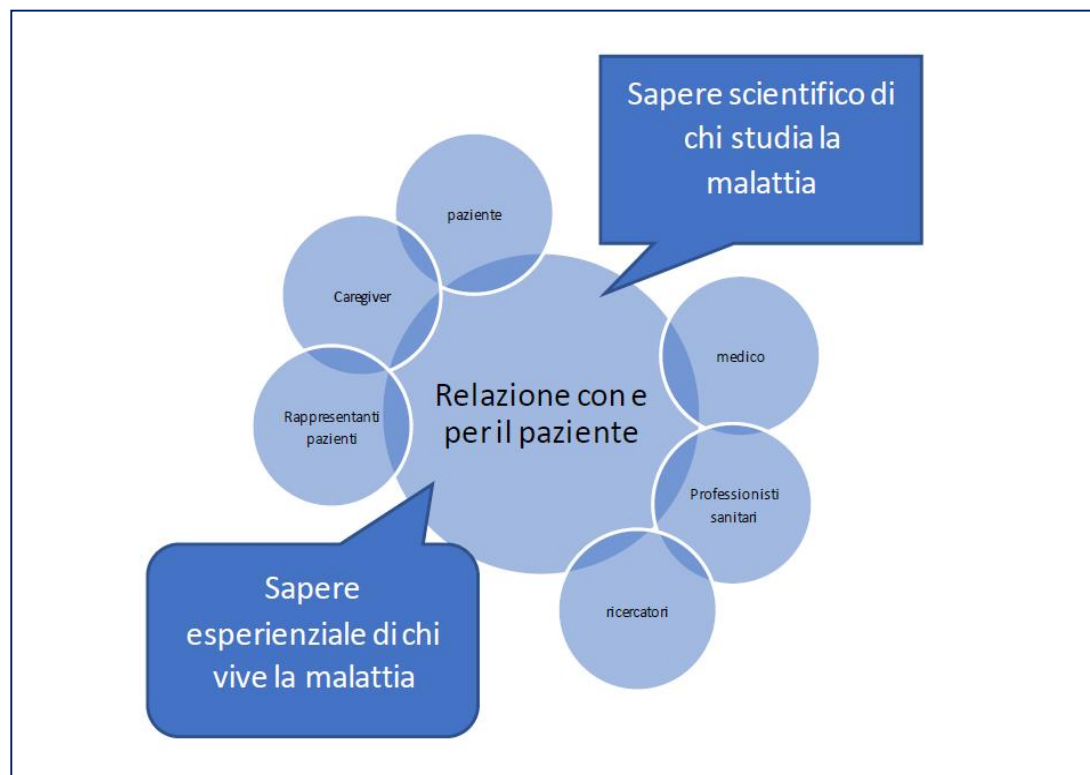 Sapere scientifico di
chi studia la
malattia
paziente
Caregiver
medico
Rappresentanti
pazienti
Relazione con e
per il paziente
Professionisti
sanitari
ricercatori
Sapere
esperienziale di chi
vive la malattia